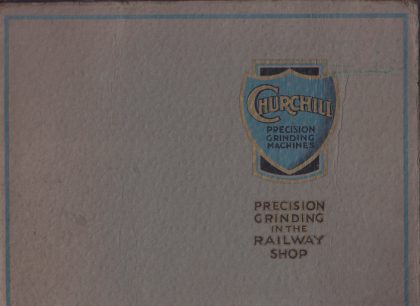 CHURCHILL
PRECISION
GRINDING
MACHINES
PRECISION
GRINDING
IN THE
RAILWAY
SHOP